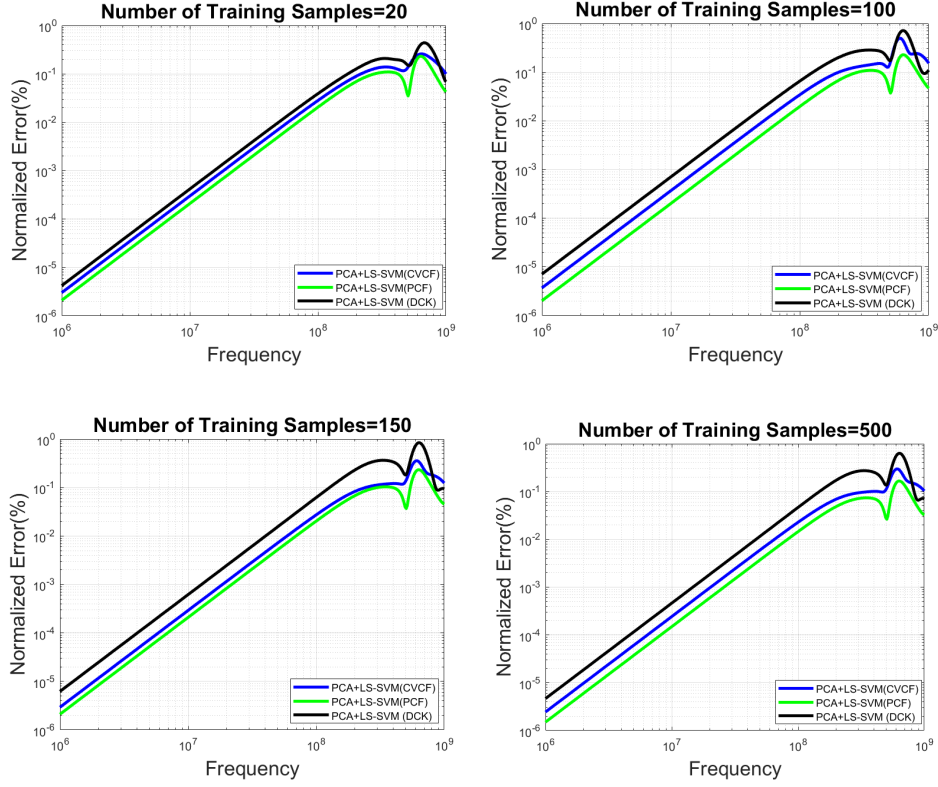 Number of Training Samples=20
Normalized Error(%)
10^0
10^-1
10^-2
10^-3
10^-4
10^-5
10^-6
PCA+LS-SVM(CVCF)
PCA+LS-SVM(PCF)
PCA+LS-SVM (DCK)
10^6 10^7 10^8 10^9
Frequency
Number of Training Samples=100
Normalized Error(%)
10^0
10^-1
10^-2
10^-3
10^-4
10^-5
10^-6
PCA+LS-SVM(CVCF)
PCA+LS-SVM(PCF)
PCA+LS-SVM (DCK)
10^6 10^7 10^8 10^9
Frequency
Number of Training Samples=150
Normalized Error(%)
10^0
10^-1
10^-2
10^-3
10^-4
10^-5
10^-6
PCA+LS-SVM(CVCF)
PCA+LS-SVM(PCF)
PCA+LS-SVM (DCK)
10^6 10^7 10^8 10^9
Frequency
Number of Training Samples=500
Normalized Error(%)
10^0
10^-1
10^-2
10^-3
10^-4
10^-5
10^-6
PCA+LS-SVM(CVCF)
PCA+LS-SVM(PCF)
PCA+LS-SVM (DCK)
10^6 10^7 10^8 10^9
Frequency